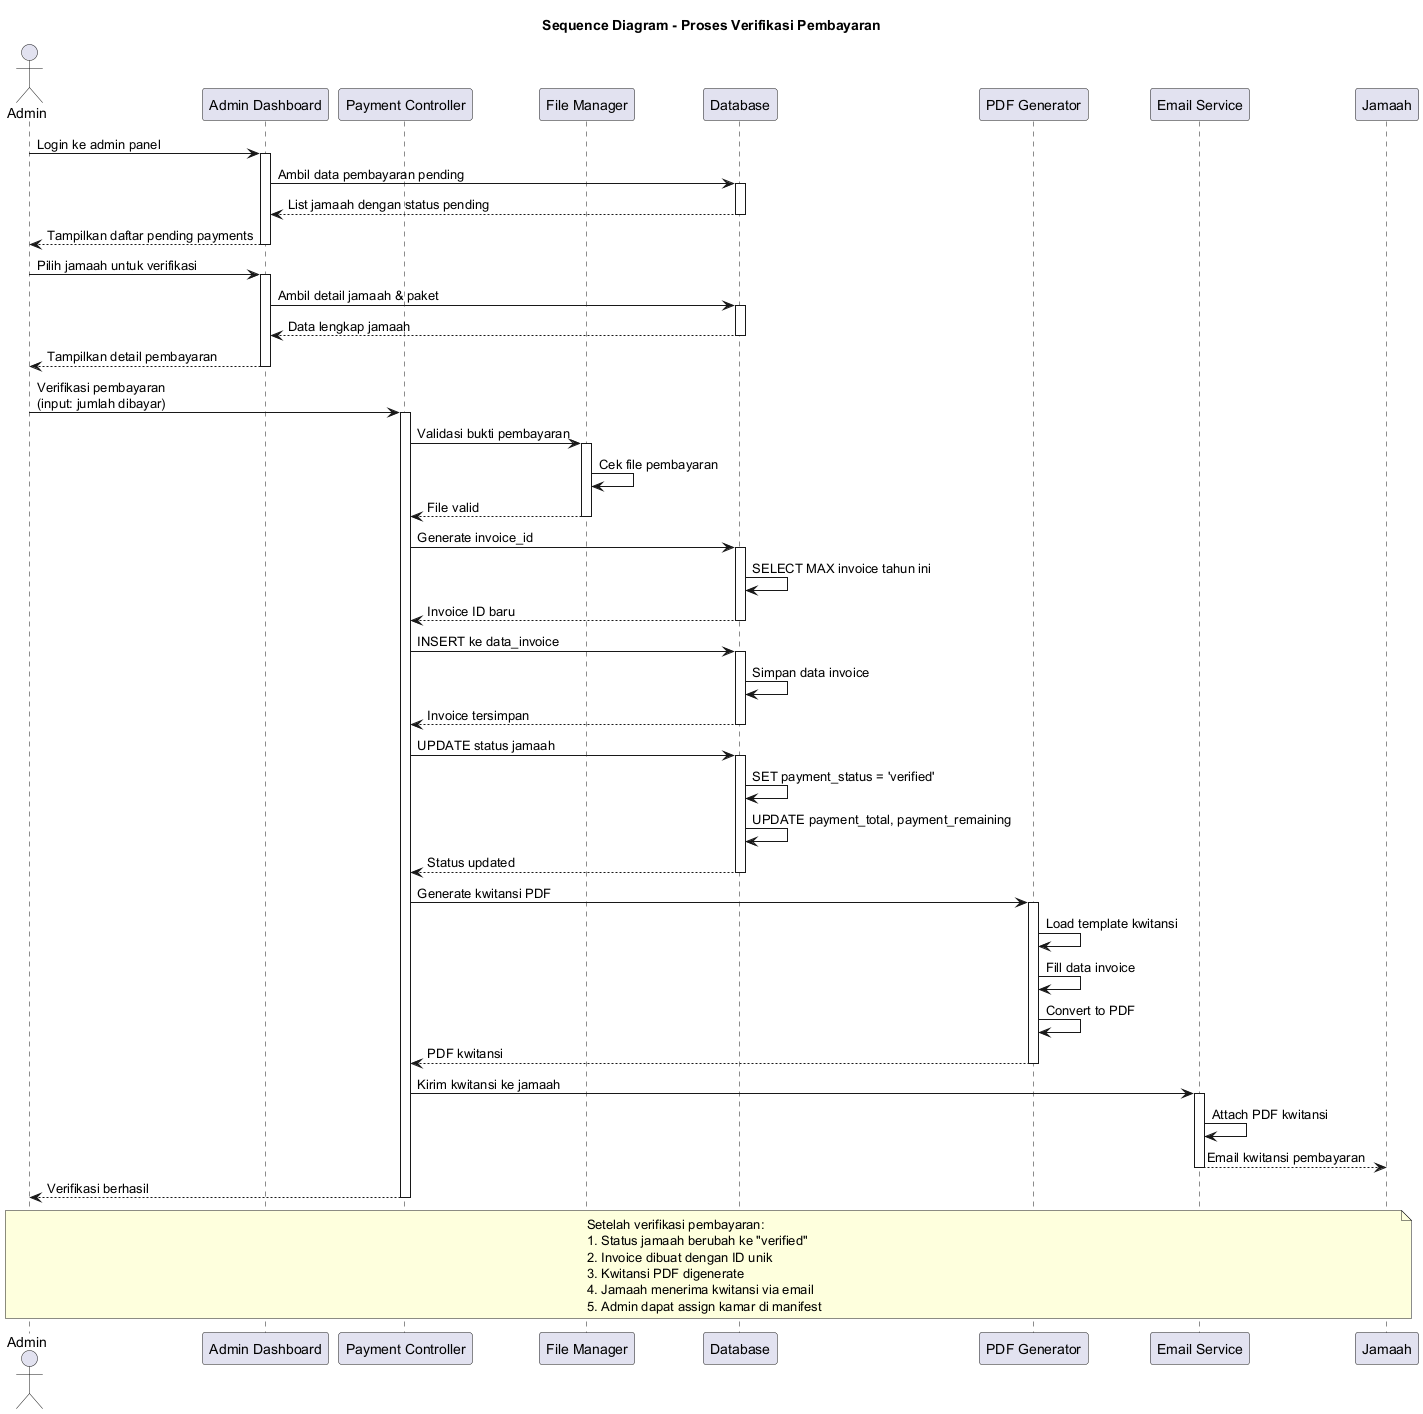 Sequence Diagram - Proses Verifikasi Pembayaran
Admin
Admin Dashboard
Payment Controller
File Manager
Database
PDF Generator
Email Service
Jamaah
Login ke admin panel
Ambil data pembayaran pending
List jamaah dengan status pending
Tampilkan daftar pending payments
Pilih jamaah untuk verifikasi
Ambil detail jamaah & paket
Data lengkap jamaah
Tampilkan detail pembayaran
Verifikasi pembayaran
(input: jumlah dibayar)
Validasi bukti pembayaran
Cek file pembayaran
File valid
Generate invoice_id
SELECT MAX invoice tahun ini
Invoice ID baru
INSERT ke data_invoice
Simpan data invoice
Invoice tersimpan
UPDATE status jamaah
SET payment_status = 'verified'
UPDATE payment_total, payment_remaining
Status updated
Generate kwitansi PDF
Load template kwitansi
Fill data invoice
Convert to PDF
PDF kwitansi
Kirim kwitansi ke jamaah
Attach PDF kwitansi
Email kwitansi pembayaran
Verifikasi berhasil
Setelah verifikasi pembayaran:
1. Status jamaah berubah ke "verified"
2. Invoice dibuat dengan ID unik
3. Kwitansi PDF digenerate
4. Jamaah menerima kwitansi via email
5. Admin dapat assign kamar di manifest
Admin
Admin Dashboard
Payment Controller
File Manager
Database
PDF Generator
Email Service
Jamaah